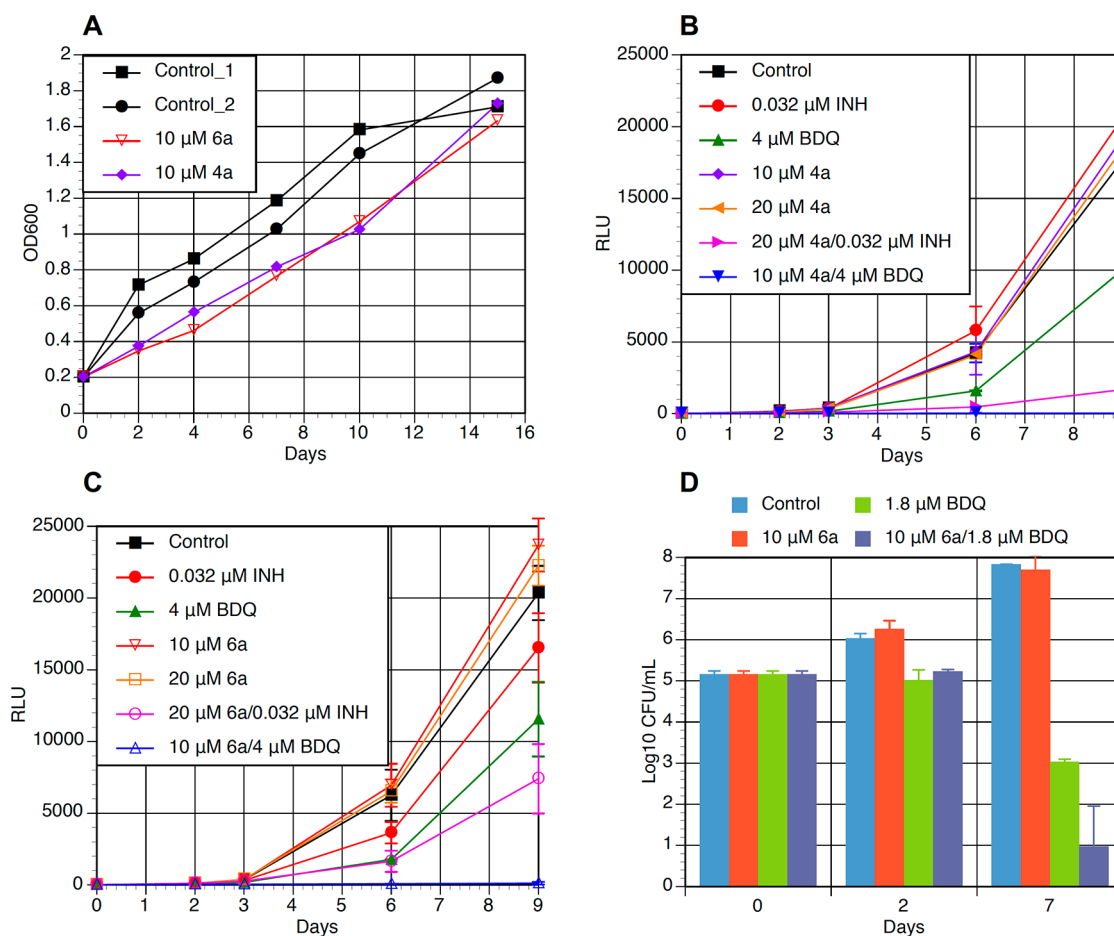 A
OD600
2
1.8
1.6
1.4
1.2
1
0.8
0.6
0.4
0.2
0
Control_1
Control_2
10 µM 6a
10 µM 4a
0 2 4 6 8 10 12 14 16
Days
B
RLU
25000
20000
15000
10000
5000
0
Control
0.032 µM INH
4 µM BDQ
10 µM 4a
20 µM 4a
20 µM 4a/0.032 µM INH
10 µM 4a/4 µM BDQ
0 1 2 3 4 5 6 7 8
Days
C
RLU
25000
20000
15000
10000
5000
0
Control
0.032 µM INH
4 µM BDQ
10 µM 6a
20 µM 6a
20 µM 6a/0.032 µM INH
10 µM 6a/4 µM BDQ
0 1 2 3 4 5 6 7 8 9
Days
D
Control 1.8 µM BDQ
10 µM 6a 10 µM 6a/1.8 µM BDQ
Log10 CFU/mL
8
7
6
5
4
3
2
1
0
0 2 7
Days